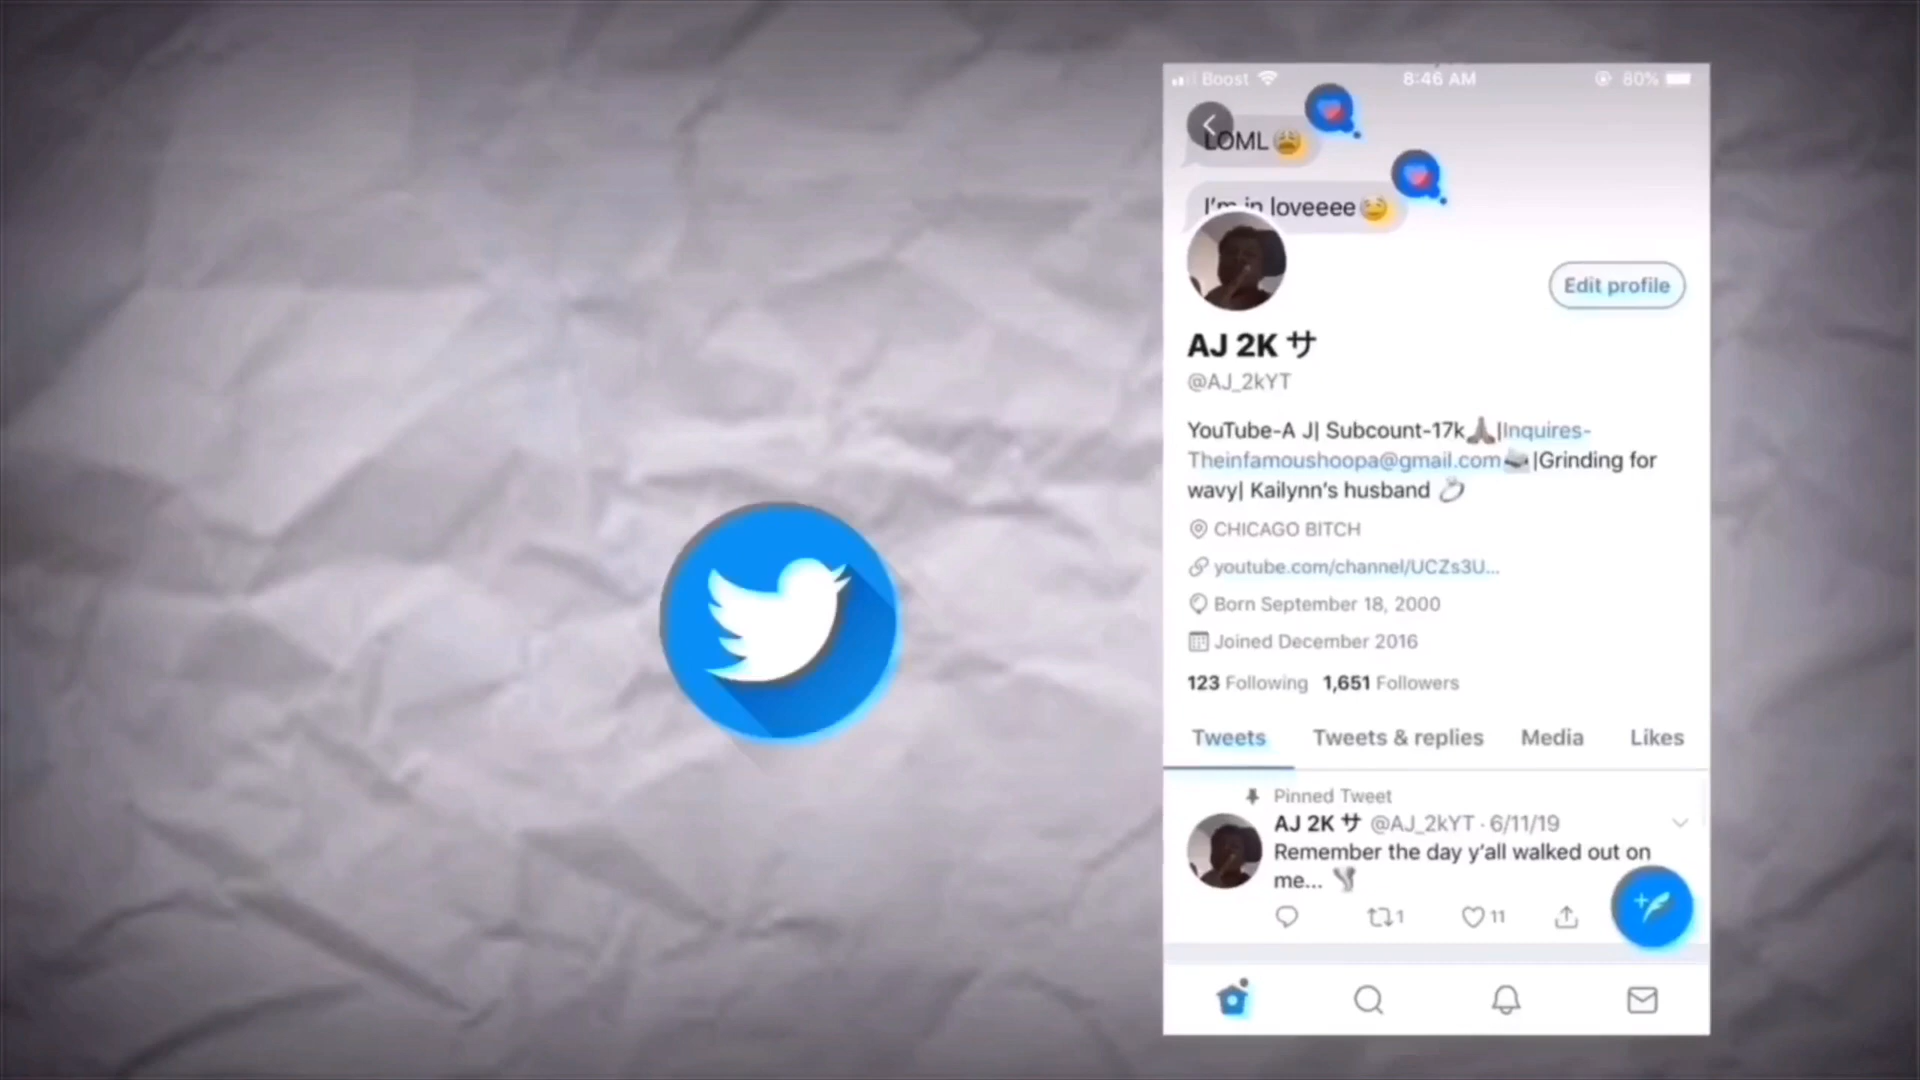 Boost 8:46 AM 80%
LOML😩
I'm in loveeee
Edit profile
AJ 2K サ
@AJ_2kYT
YouTube-A J| Subcount-17k🙏🏾|Inquires-
Theinfamoushoopa@gmail.com|Grinding for
wavy| Kailynn's husband 💍
CHICAGO BITCH
youtube.com/channel/UCZs3U...
Born September 18, 2000
Joined December 2016
123 Following 1,651 Followers
Tweets Tweets & replies Media Likes
Pinned Tweet
AJ 2K サ @AJ_2kYT · 6/11/19
Remember the day y'all walked out on
me...
1 11